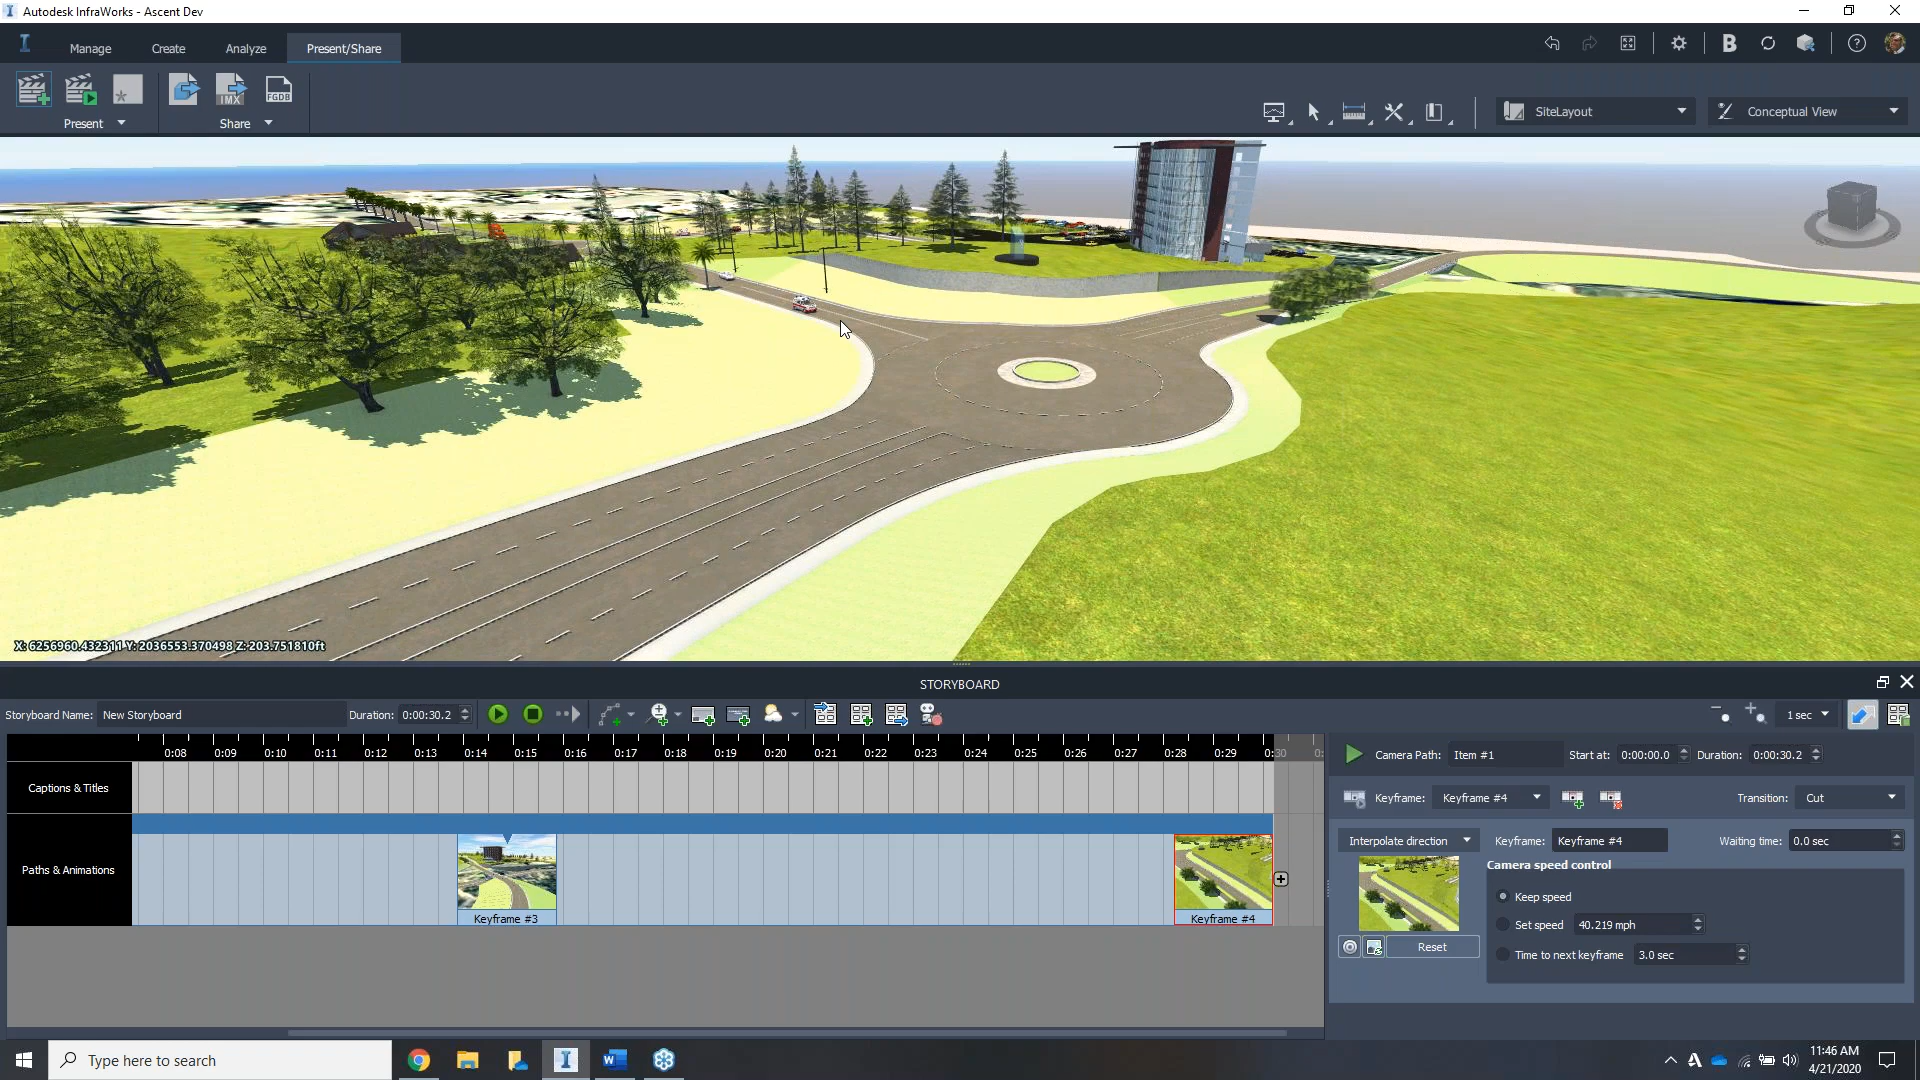 Autodesk InfraWorks - Ascent Dev
Manage Create Analyze Present/Share
IMX FGDB
Present Share
SiteLayout Conceptual View
X: 6256960.432311 Y: 2036553.370498 Z: 203.751810ft
STORYBOARD
Storyboard Name: New Storyboard Duration: 0:00:30.2 1 sec
0:08 0:09 0:10 0:11 0:12 0:13 0:14 0:15 0:16 0:17 0:18 0:19 0:20 0:21 0:22 0:23 0:24 0:25 0:26 0:27 0:28 0:29 0:30 0:
Captions & Titles
Paths & Animations
Keyframe #3 Keyframe #4
Camera Path: Item #1 Start at: 0:00:00.0 Duration: 0:00:30.2
Keyframe: Keyframe #4 Transition: Cut
Interpolate direction Keyframe: Keyframe #4 Waiting time: 0.0 sec
Camera speed control
Keep speed
Set speed 40.219 mph
Reset
Time to next keyframe 3.0 sec
Type here to search
11:46 AM
4/21/2020